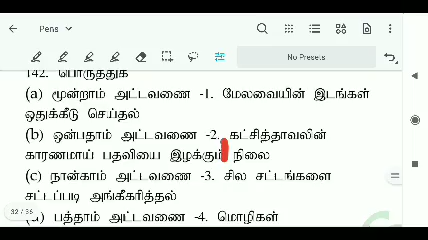 Pens
No Presets
142. பொருத்துக
(a) மூன்றாம் அட்டவணை -1. மேலவையின் இடங்கள்
ஒதுக்கீடு செய்தல்
(b) ஒன்பதாம் அட்டவணை -2. கட்சித்தாவலின்
காரணமாய் பதவியை இழக்கும் நிலை
(c) நான்காம் அட்டவணை -3. சில சட்டங்களை
சட்டப்படி அங்கீகரித்தல்
32 / 36
(d) பத்தாம் அட்டவணை -4. மொழிகள்